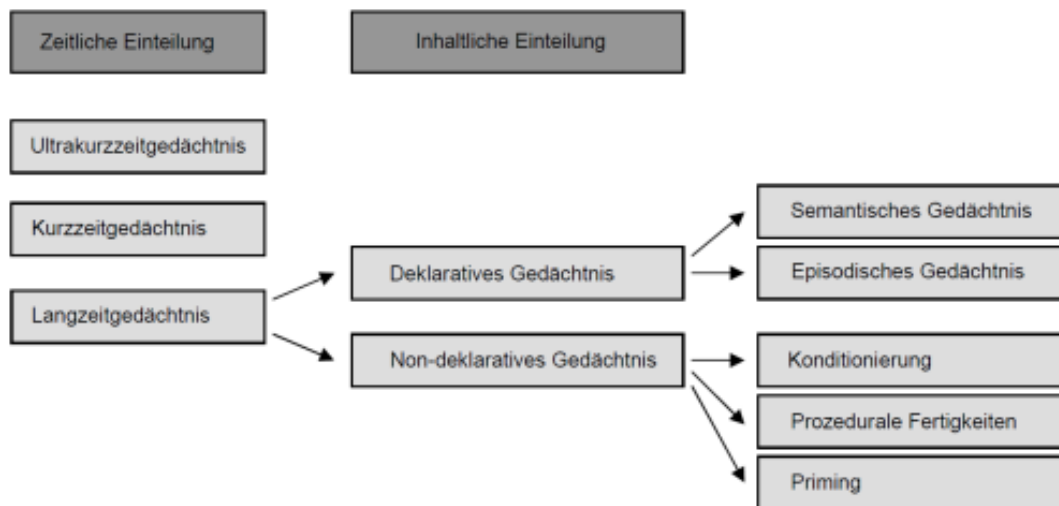 Zeitliche Einteilung
Inhaltliche Einteilung
Ultrakurzzeitgedächtnis
Kurzzeitgedächtnis
Langzeitgedächtnis
Deklaratives Gedächtnis
Non-deklaratives Gedächtnis
Semantisches Gedächtnis
Episodisches Gedächtnis
Konditionierung
Prozedurale Fertigkeiten
Priming